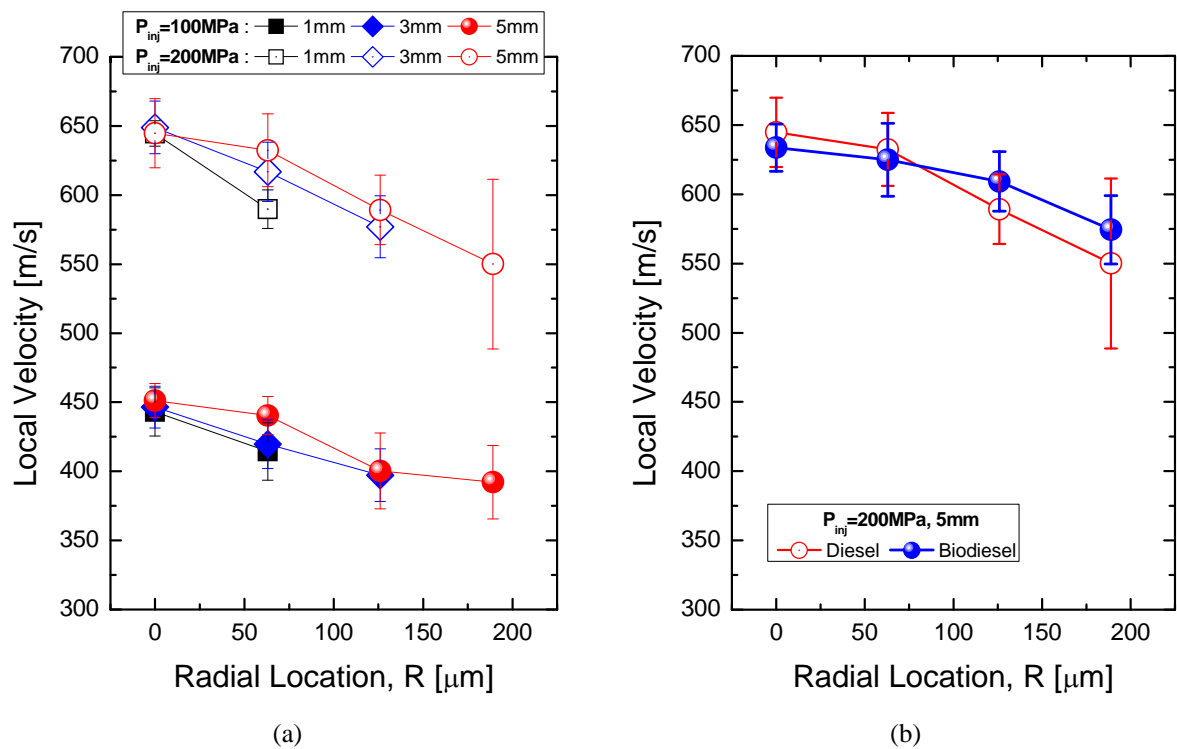 P_inj=100MPa : 1mm 3mm 5mm
P_inj=200MPa : 1mm 3mm 5mm
700
650
600
550
500
450
400
350
300
0 50 100 150 200
Local Velocity [m/s]
Radial Location, R [μm]
(a)
700
650
600
550
500
450
400
350
300
0 50 100 150 200
Local Velocity [m/s]
P_inj=200MPa, 5mm
Diesel Biodiesel
Radial Location, R [μm]
(b)